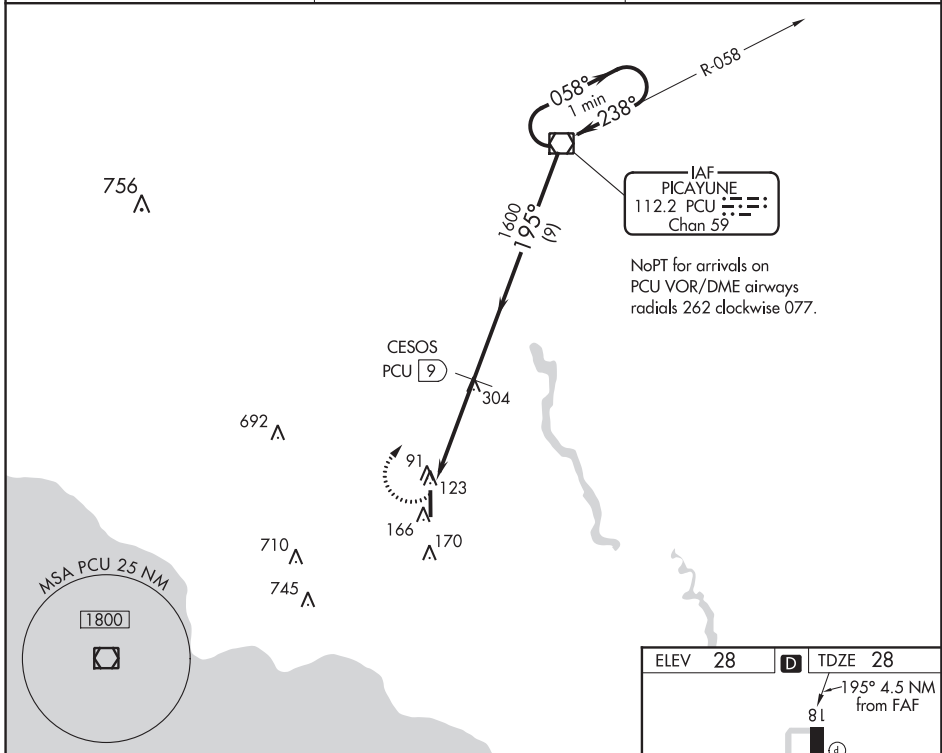 R-058
058°
1 min
238°
IAF
PICAYUNE
112.2 PCU
Chan 59
756
1600
195°
(9)
NoPT for arrivals on
PCU VOR/DME airways
radials 262 clockwise 077.
CESOS
PCU 9
304
692
91
123
166
170
710
745
MSA PCU 25 NM
1800
ELEV 28 D TDZE 28
195° 4.5 NM
from FAF
18
P